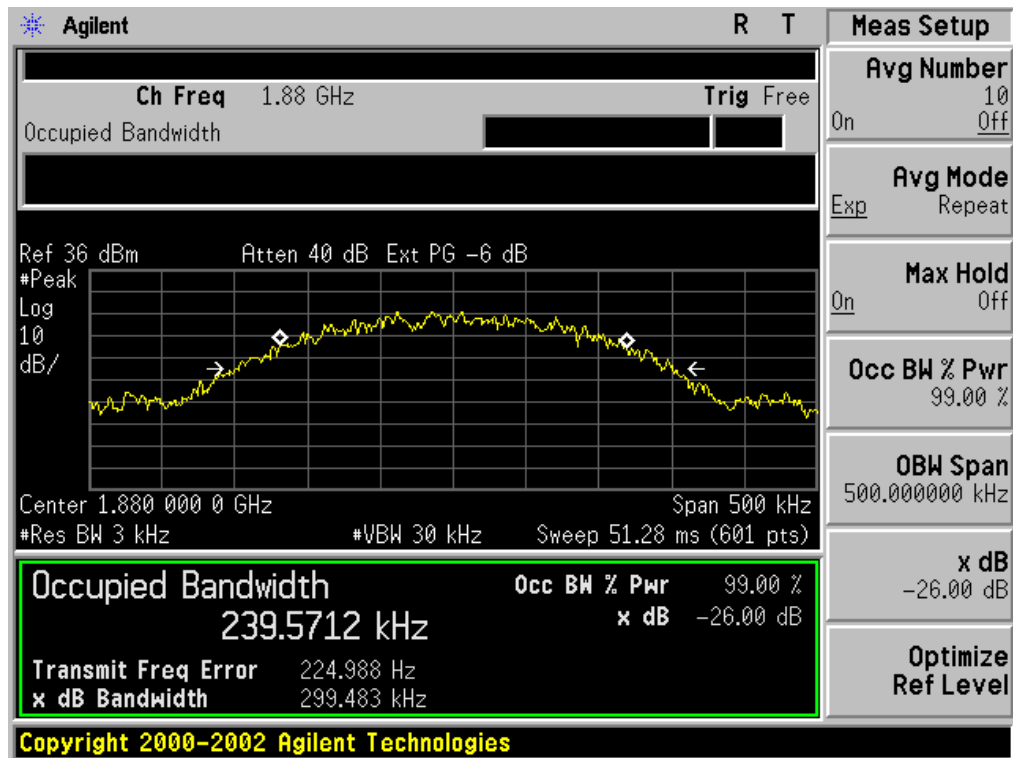 Agilent R T
Ch Freq 1.88 GHz Trig Free
Occupied Bandwidth
Ref 36 dBm Atten 40 dB Ext PG -6 dB
#Peak
Log
10
dB/
Center 1.880 000 0 GHz Span 500 kHz
#Res BW 3 kHz #VBW 30 kHz Sweep 51.28 ms (601 pts)
Occupied Bandwidth Occ BW % Pwr 99.00 %
239.5712 kHz x dB -26.00 dB
Transmit Freq Error 224.988 Hz
x dB Bandwidth 299.483 kHz
Copyright 2000-2002 Agilent Technologies
Meas Setup
Avg Number
10
On Off
Avg Mode
Exp Repeat
Max Hold
On Off
Occ BW % Pwr
99.00 %
OBW Span
500.000000 kHz
x dB
-26.00 dB
Optimize
Ref Level